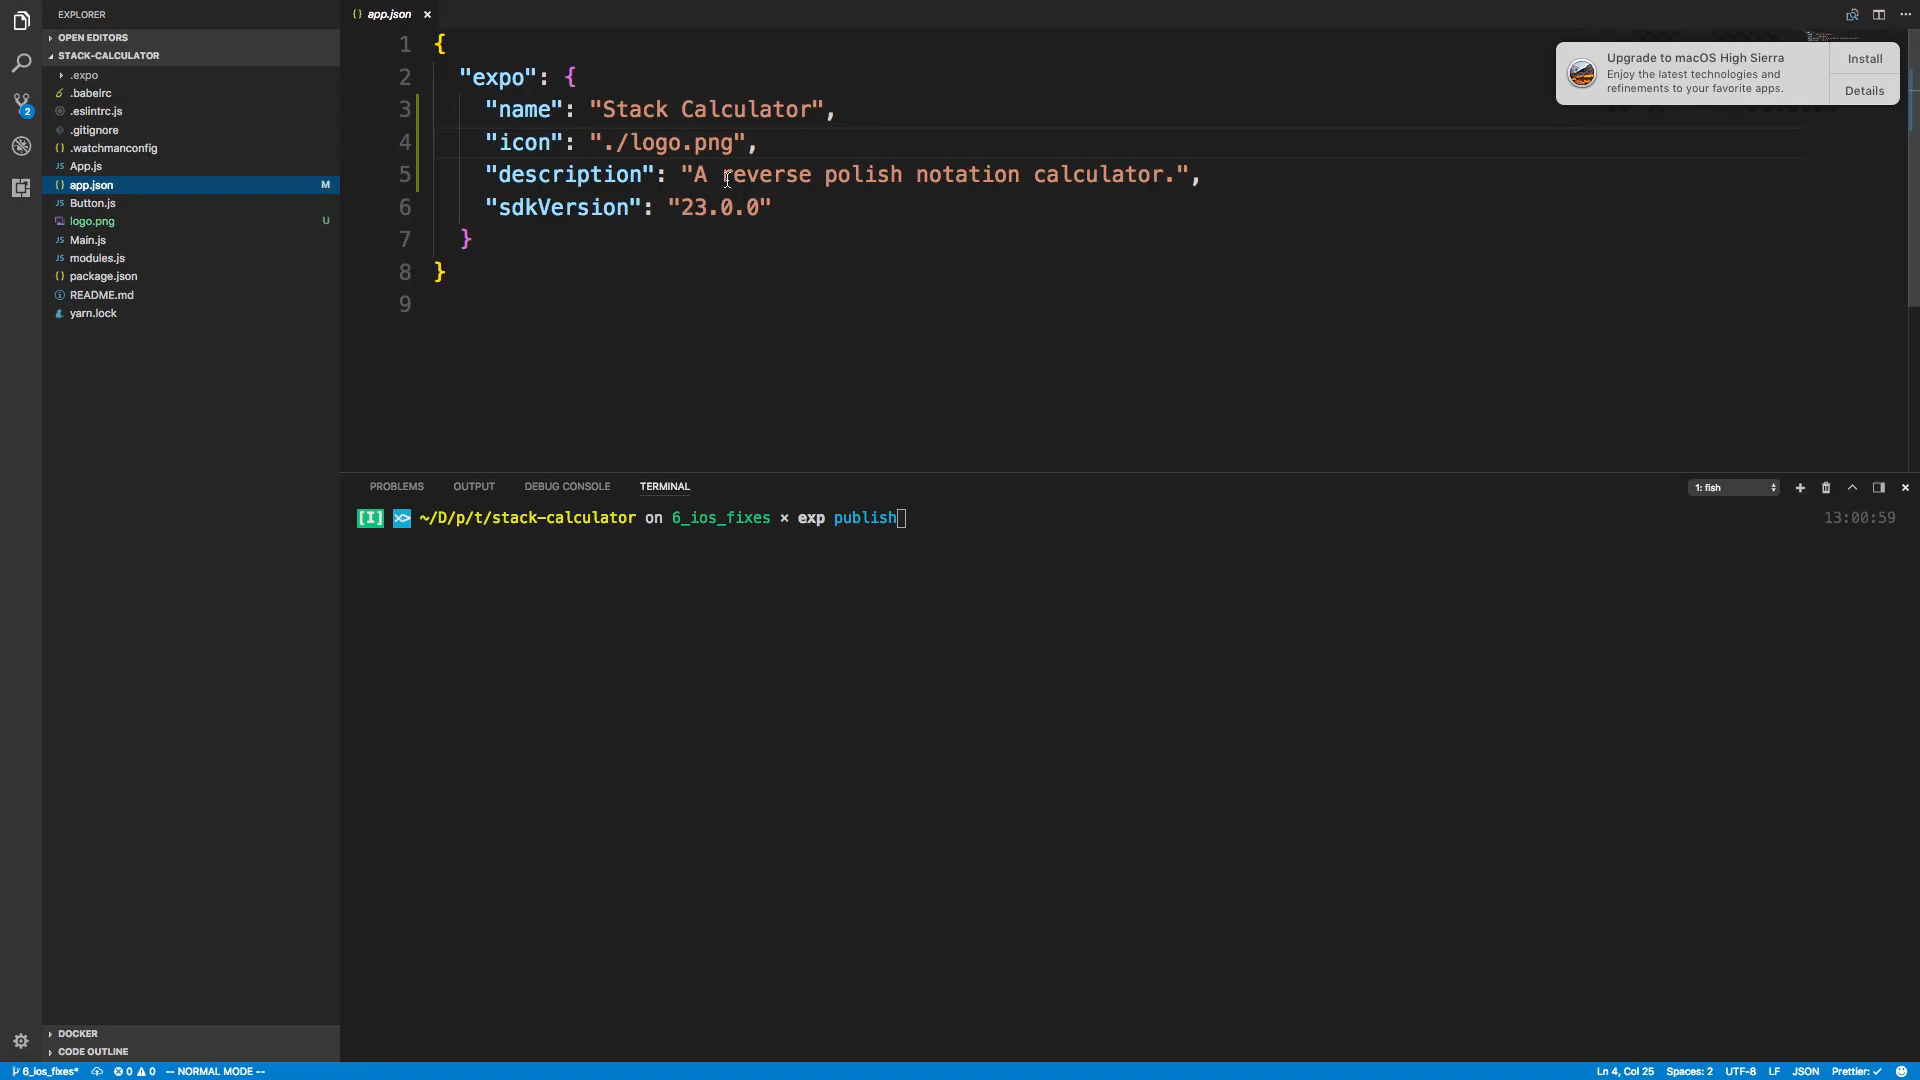 EXPLORER
OPEN EDITORS
STACK-CALCULATOR
.expo
.babelrc
.eslintrc.js
.gitignore
{} .watchmanconfig
JS App.js
{} app.json M
JS Button.js
logo.png U
JS Main.js
JS modules.js
{} package.json
README.md
yarn.lock
DOCKER
CODE OUTLINE
2
{} app.json ×
1 {
2 "expo": {
3 "name": "Stack Calculator",
4 "icon": "./logo.png",
5 "description": "A reverse polish notation calculator.",
6 "sdkVersion": "23.0.0"
7 }
8 }
9
Upgrade to macOS High Sierra
Enjoy the latest technologies and
refinements to your favorite apps.
Install
Details
PROBLEMS OUTPUT DEBUG CONSOLE TERMINAL 1: fish
[I] >> ~/D/p/t/stack-calculator on 6_ios_fixes × exp publish 13:00:59
6_ios_fixes* 0 0 -- NORMAL MODE -- Ln 4, Col 25 Spaces: 2 UTF-8 LF JSON Prettier: ✓